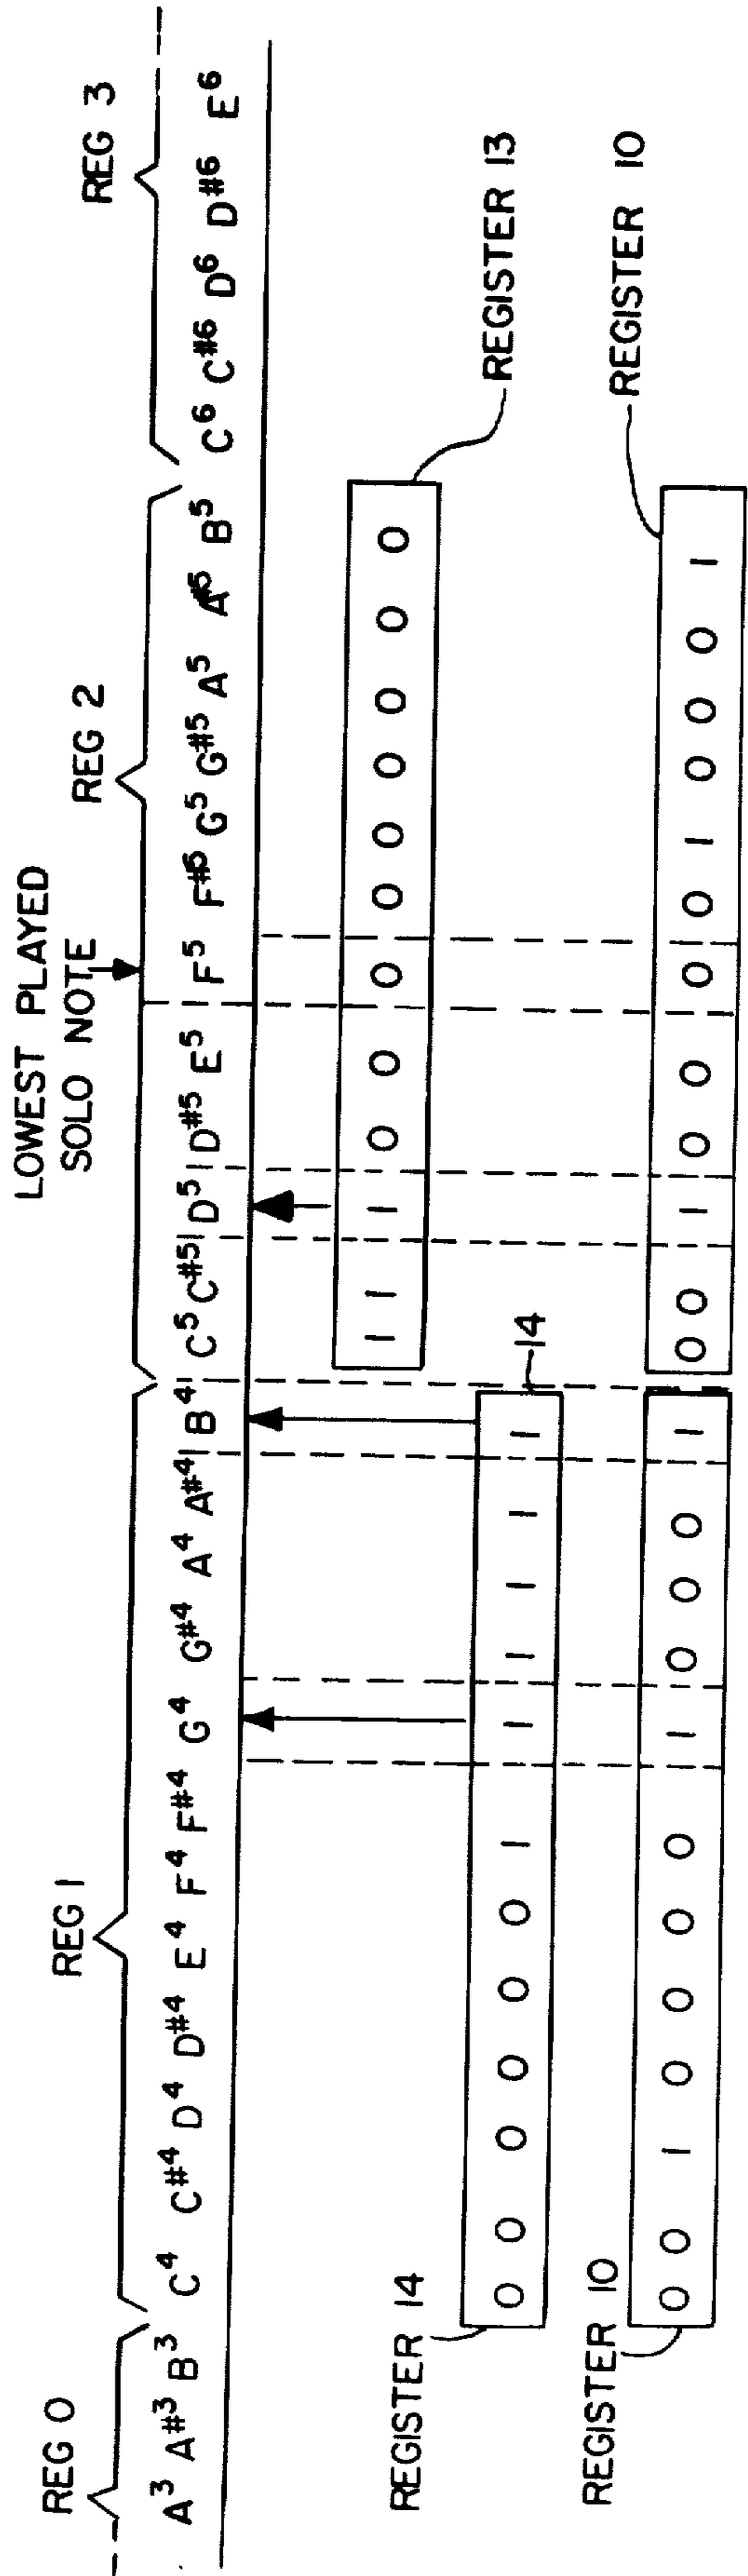 LOWEST PLAYED
SOLO NOTE
REG 0 REG 1 REG 2 REG 3
A3 A#3 B3 C4 C#4 D4 D#4 E4 F4 F#4 G4 G#4 A4 A#4 B4 C5 C#5 D5 D#5 E5 F5 F#5 G5 G#5 A5 A#5 B5 C6 C#6 D6 D#6 E6
1 1 1 0 0 0 0 0 0 0 0 0
REGISTER 13
REGISTER 14
0 0 0 0 0 0 1 1 1 1 1 1
14
REGISTER 10
0 0 1 0 0 0 0 1 0 0 0 1
0 0 1 0 0 0 0 1 0 0 0 1
REGISTER 10